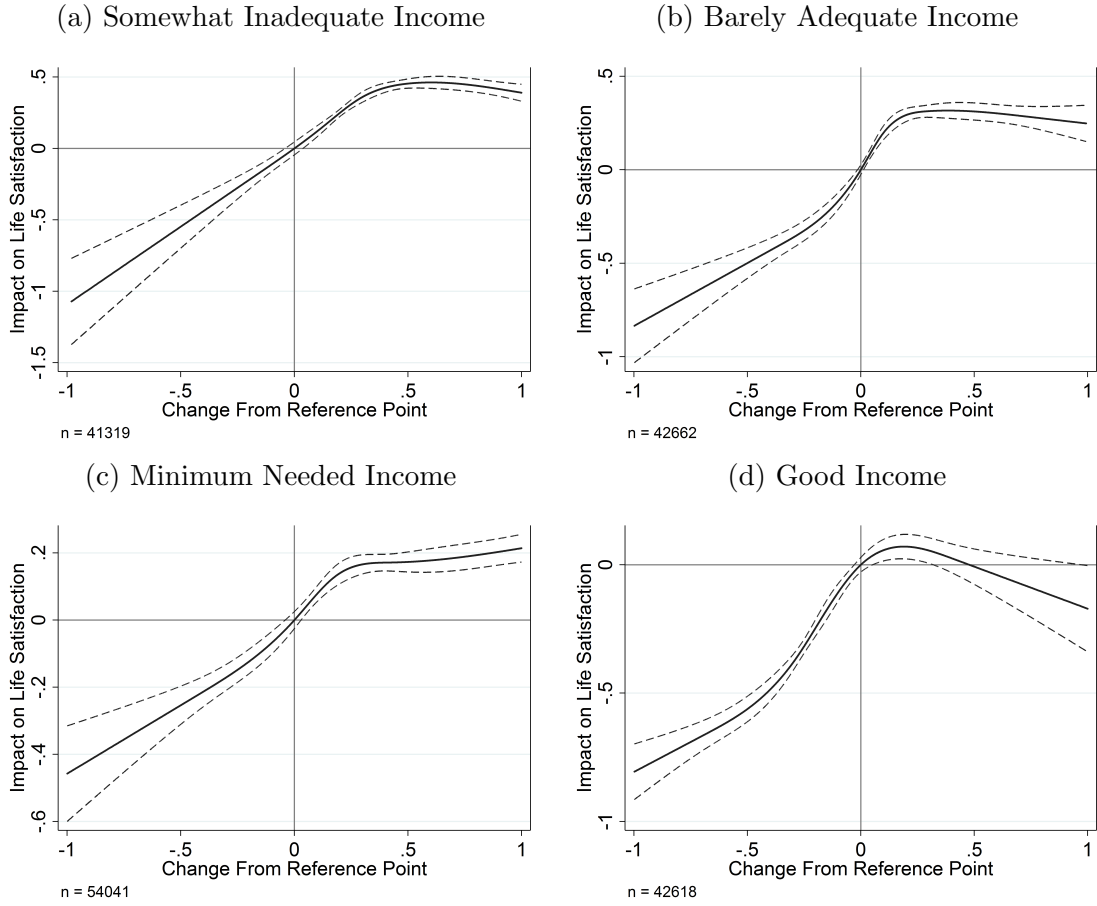 (a) Somewhat Inadequate Income
Impact on Life Satisfaction
.5
0
-.5
-1
-1.5
-1 -.5 0 .5 1
Change From Reference Point
n = 41319
(b) Barely Adequate Income
Impact on Life Satisfaction
.5
0
-.5
-1
-1 -.5 0 .5 1
Change From Reference Point
n = 42662
(c) Minimum Needed Income
Impact on Life Satisfaction
.2
0
-.2
-.4
-.6
-1 -.5 0 .5 1
Change From Reference Point
n = 54041
(d) Good Income
Impact on Life Satisfaction
0
-.5
-1
-1 -.5 0 .5 1
Change From Reference Point
n = 42618